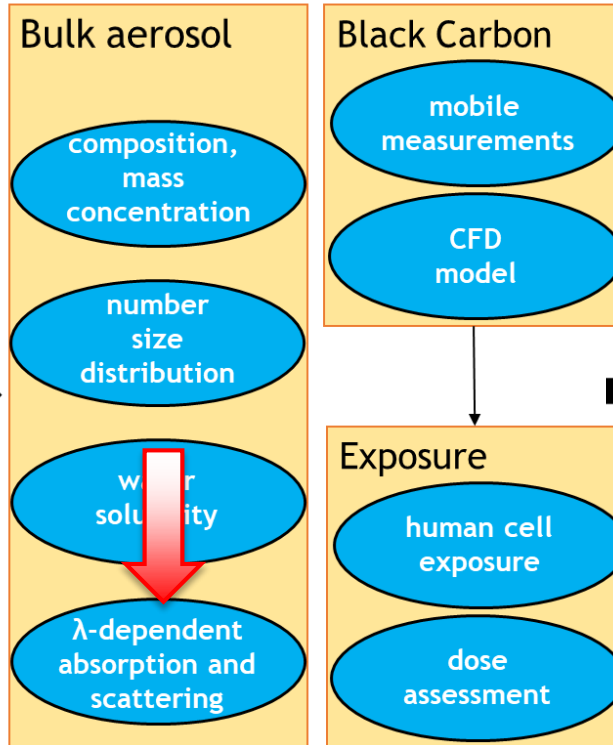 Bulk aerosol
composition,
mass
concentration
number
size
distribution
λ-dependent
absorption and
scattering
Black Carbon
mobile
measurements
CFD
model
Exposure
human cell
exposure
dose
assessment